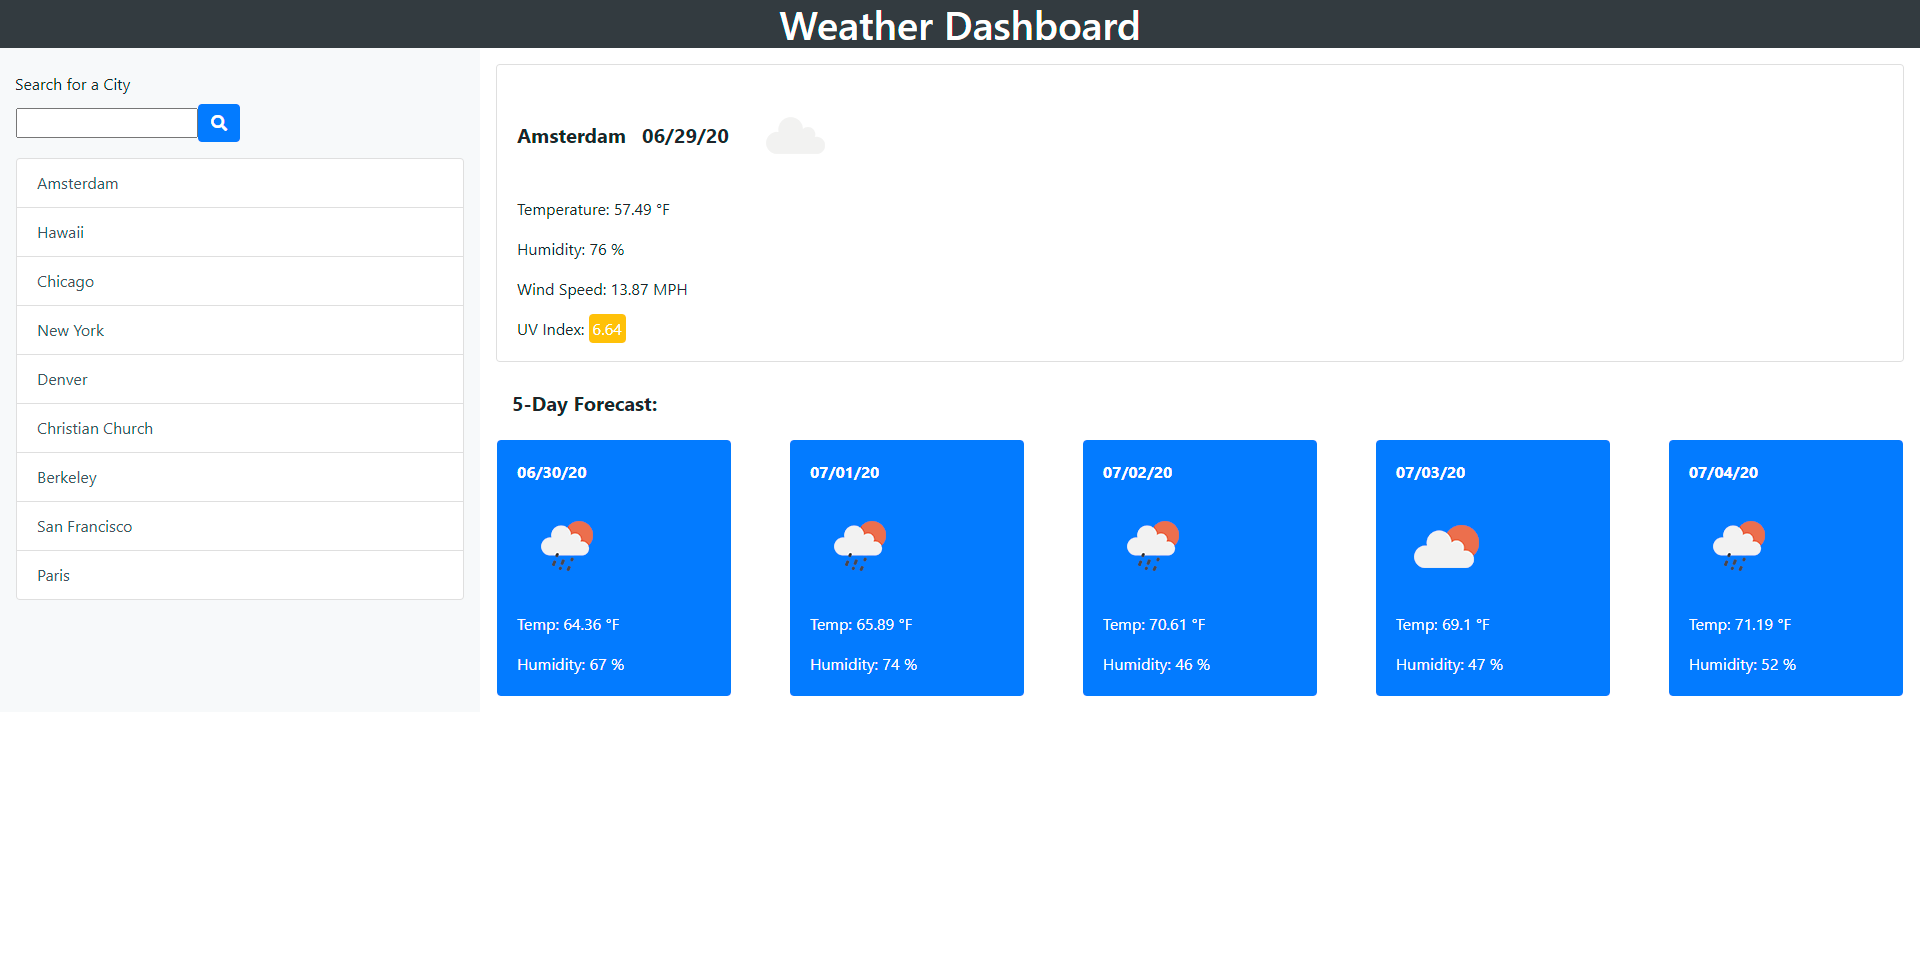 Weather Dashboard
Search for a City
Amsterdam
Hawaii
Chicago
New York
Denver
Christian Church
Berkeley
San Francisco
Paris
Amsterdam 06/29/20
Temperature: 57.49 °F
Humidity: 76 %
Wind Speed: 13.87 MPH
UV Index: 6.64
5-Day Forecast:
06/30/20
Temp: 64.36 °F
Humidity: 67 %
07/01/20
Temp: 65.89 °F
Humidity: 74 %
07/02/20
Temp: 70.61 °F
Humidity: 46 %
07/03/20
Temp: 69.1 °F
Humidity: 47 %
07/04/20
Temp: 71.19 °F
Humidity: 52 %